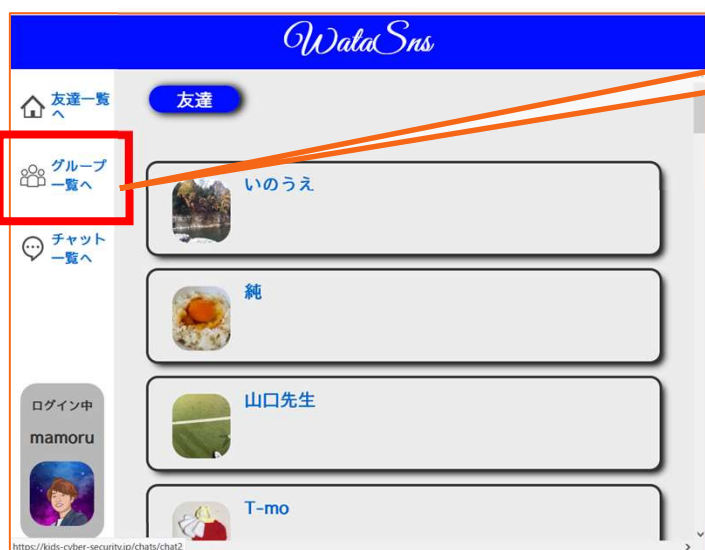 WataSns
友達一覧
へ
友達
グループ
一覧へ
チャット
一覧へ
いのうえ
純
山口先生
T-mo
ログイン中
mamoru
https://kids-cyber-security.jp/chats/chat2